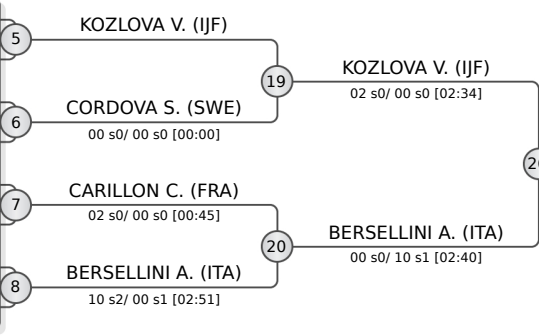 KOZLOVA V. (IJF)
5
KOZLOVA V. (IJF)
19
02 s0/ 00 s0 [02:34]
CORDOVA S. (SWE)
6
00 s0/ 00 s0 [00:00]
CARILLON C. (FRA)
7
02 s0/ 00 s0 [00:45]
BERSELLINI A. (ITA)
20
00 s0/ 10 s1 [02:40]
BERSELLINI A. (ITA)
8
10 s2/ 00 s1 [02:51]